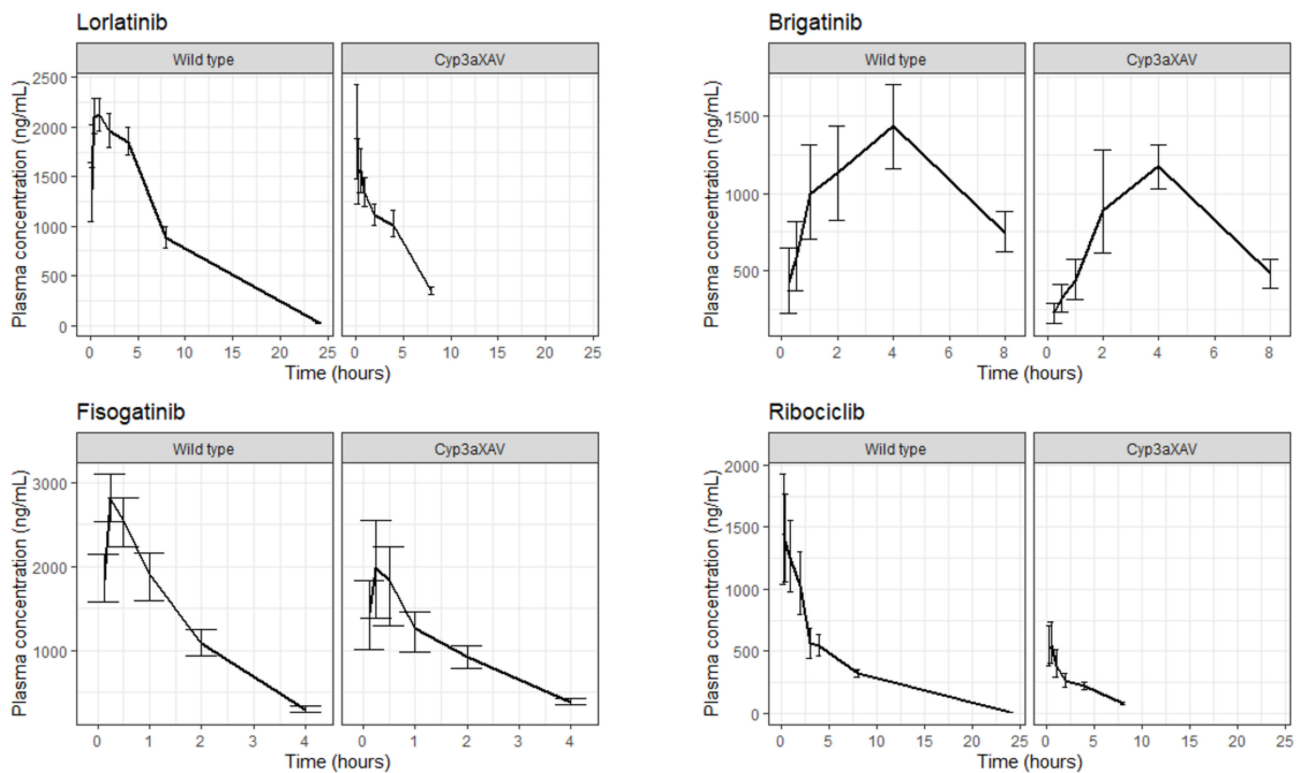 Lorlatinib
Wild type
Cyp3aXAV
Plasma concentration (ng/mL)
2500
2000
1500
1000
500
0
0 5 10 15 20 25
0 5 10 15 20 25
Time (hours)
Brigatinib
Wild type
Cyp3aXAV
Plasma concentration (ng/mL)
1500
1000
500
0 2 4 6 8
0 2 4 6 8
Time (hours)
Fisogatinib
Wild type
Cyp3aXAV
Plasma concentration (ng/mL)
3000
2000
1000
0 1 2 3 4
0 1 2 3 4
Time (hours)
Ribociclib
Wild type
Cyp3aXAV
Plasma concentration (ng/mL)
2000
1500
1000
500
0
0 5 10 15 20 25
0 5 10 15 20 25
Time (hours)